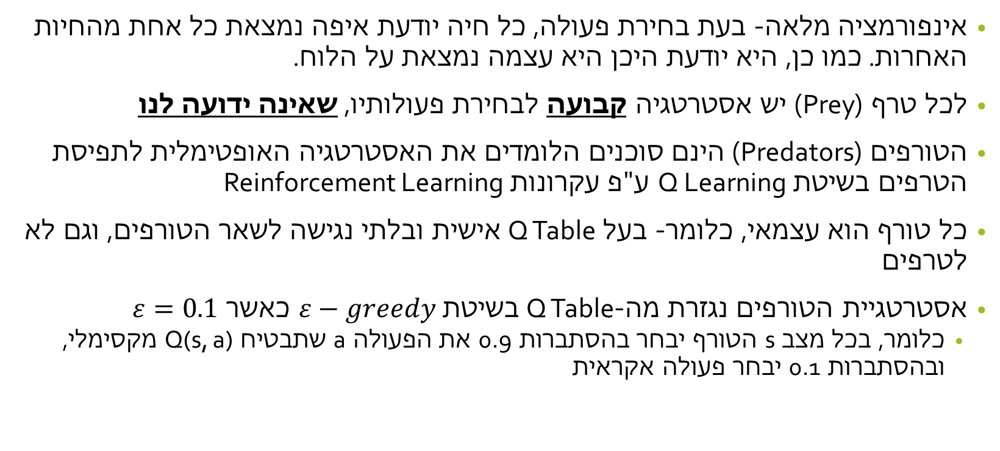 • אינפורמציה מלאה- בעת בחירת פעולה, כל חיה יודעת איפה נמצאת כל אחת מהחיות
האחרות. כמו כן, היא יודעת היכן היא עצמה נמצאת על הלוח.
• לכל טרף (Prey) יש אסטרטגיה קבועה לבחירת פעולותיו, שאינה ידועה לנו
• הטורפים (Predators) הינם סוכנים הלומדים את האסטרטגיה האופטימלית לתפיסת
הטרפים בשיטת Q Learning ע"פ עקרונות Reinforcement Learning
• כל טורף הוא עצמאי, כלומר- בעל Q Table אישית ובלתי נגישה לשאר הטורפים, וגם לא
לטרפים
• אסטרטגיית הטורפים נגזרת מה-Q Table בשיטת ε − greedy כאשר ε = 0.1
• כלומר, בכל מצב s הטורף יבחר בהסתברות 0.9 את הפעולה a שתבטיח Q(s, a) מקסימלי,
ובהסתברות 0.1 יבחר פעולה אקראית